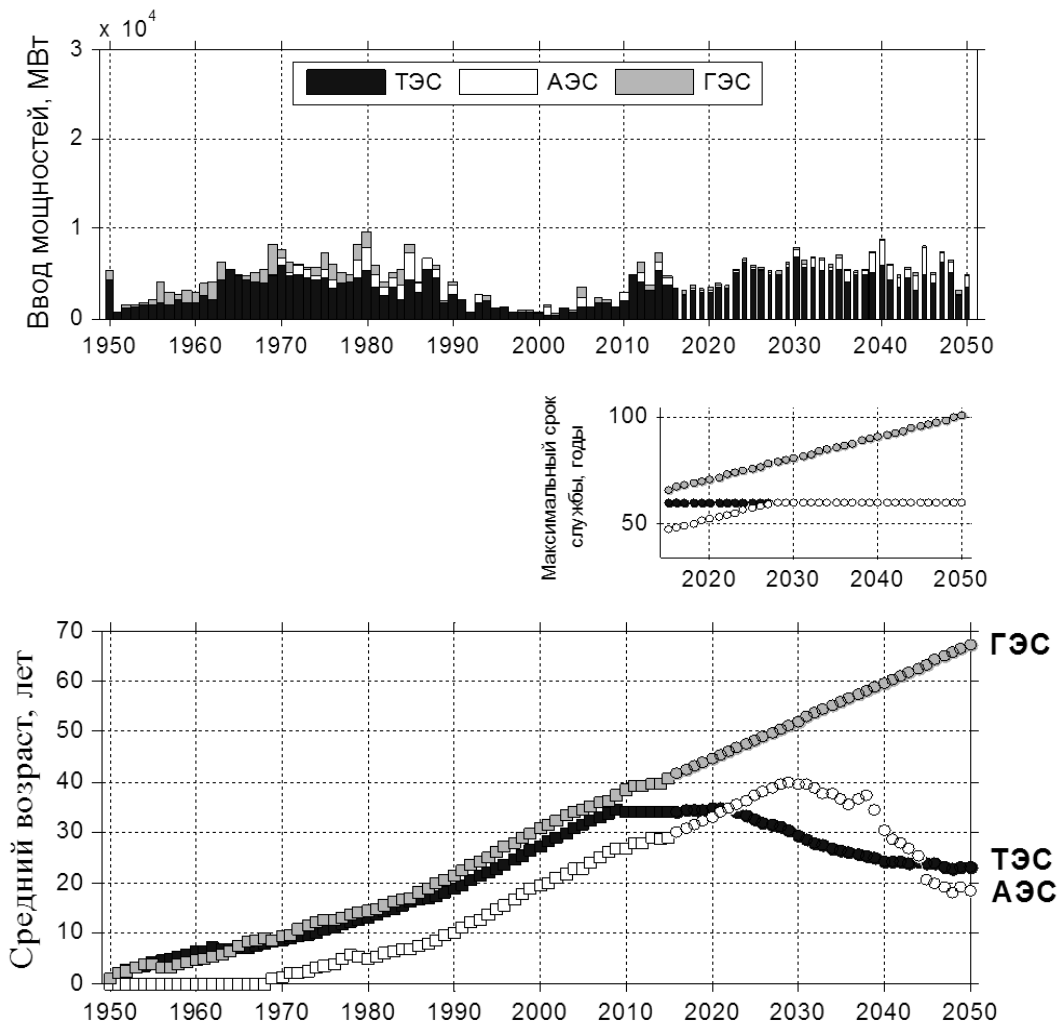 x 10⁴
3
2
1
0
Ввод мощностей, МВт
ТЭС АЭС ГЭС
1950 1960 1970 1980 1990 2000 2010 2020 2030 2040 2050
Максимальный срок
службы, годы
100
50
2020 2030 2040 2050
Средний возраст, лет
70
60
50
40
30
20
10
0
ГЭС
ТЭС
АЭС
1950 1960 1970 1980 1990 2000 2010 2020 2030 2040 2050